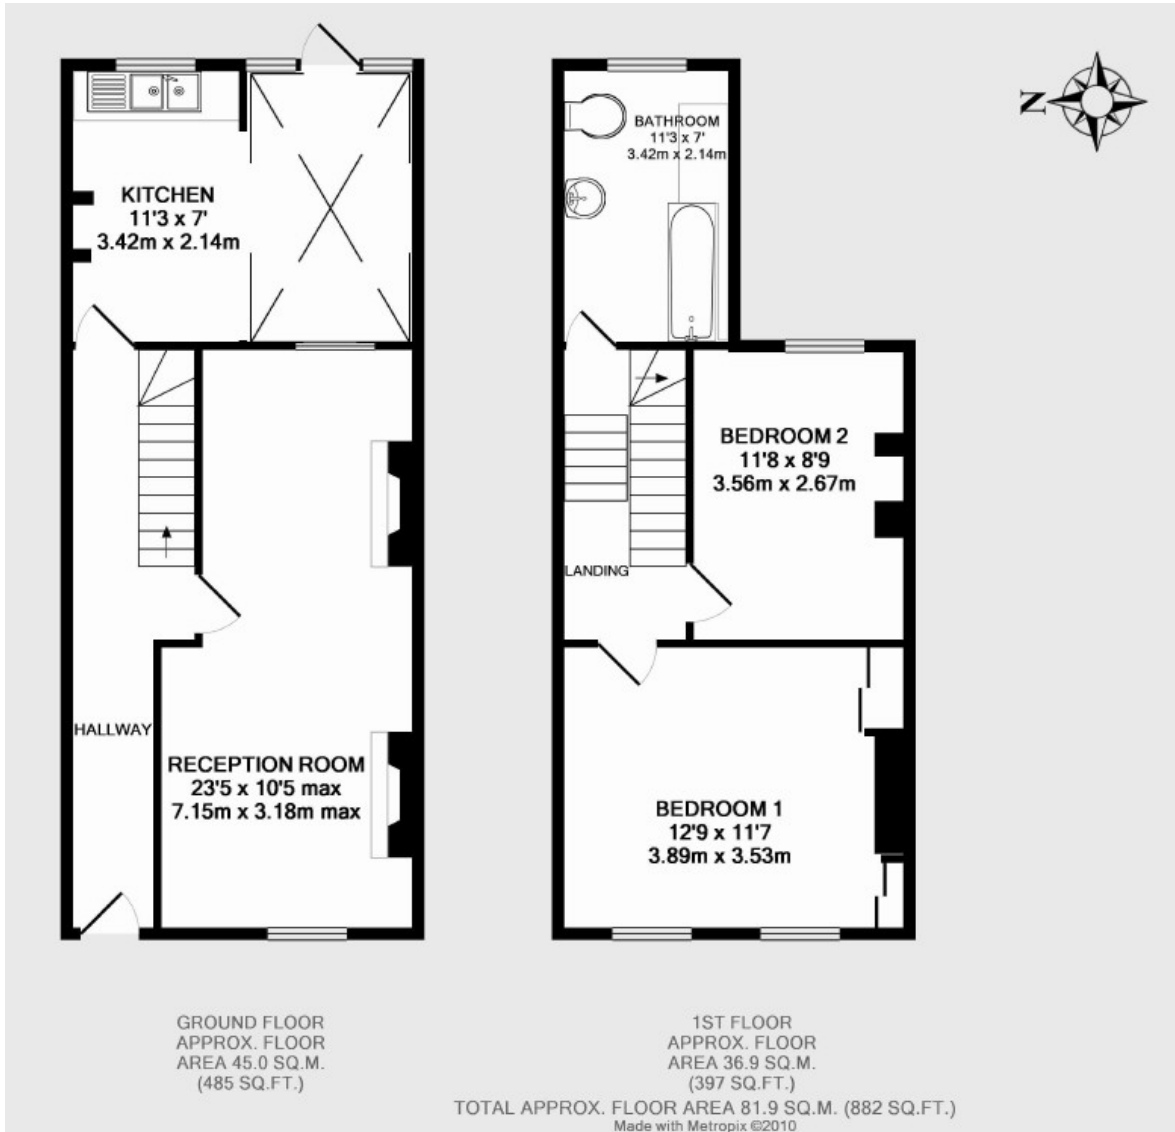 N
KITCHEN
11'3 x 7'
3.42m x 2.14m
HALLWAY
RECEPTION ROOM
23'5 x 10'5 max
7.15m x 3.18m max
BATHROOM
11'3 x 7'
3.42m x 2.14m
BEDROOM 2
11'8 x 8'9
3.56m x 2.67m
LANDING
BEDROOM 1
12'9 x 11'7
3.89m x 3.53m
GROUND FLOOR
APPROX. FLOOR
AREA 45.0 SQ.M.
(485 SQ.FT.)
1ST FLOOR
APPROX. FLOOR
AREA 36.9 SQ.M.
(397 SQ.FT.)
TOTAL APPROX. FLOOR AREA 81.9 SQ.M. (882 SQ.FT.)
Made with Metropix ©2010